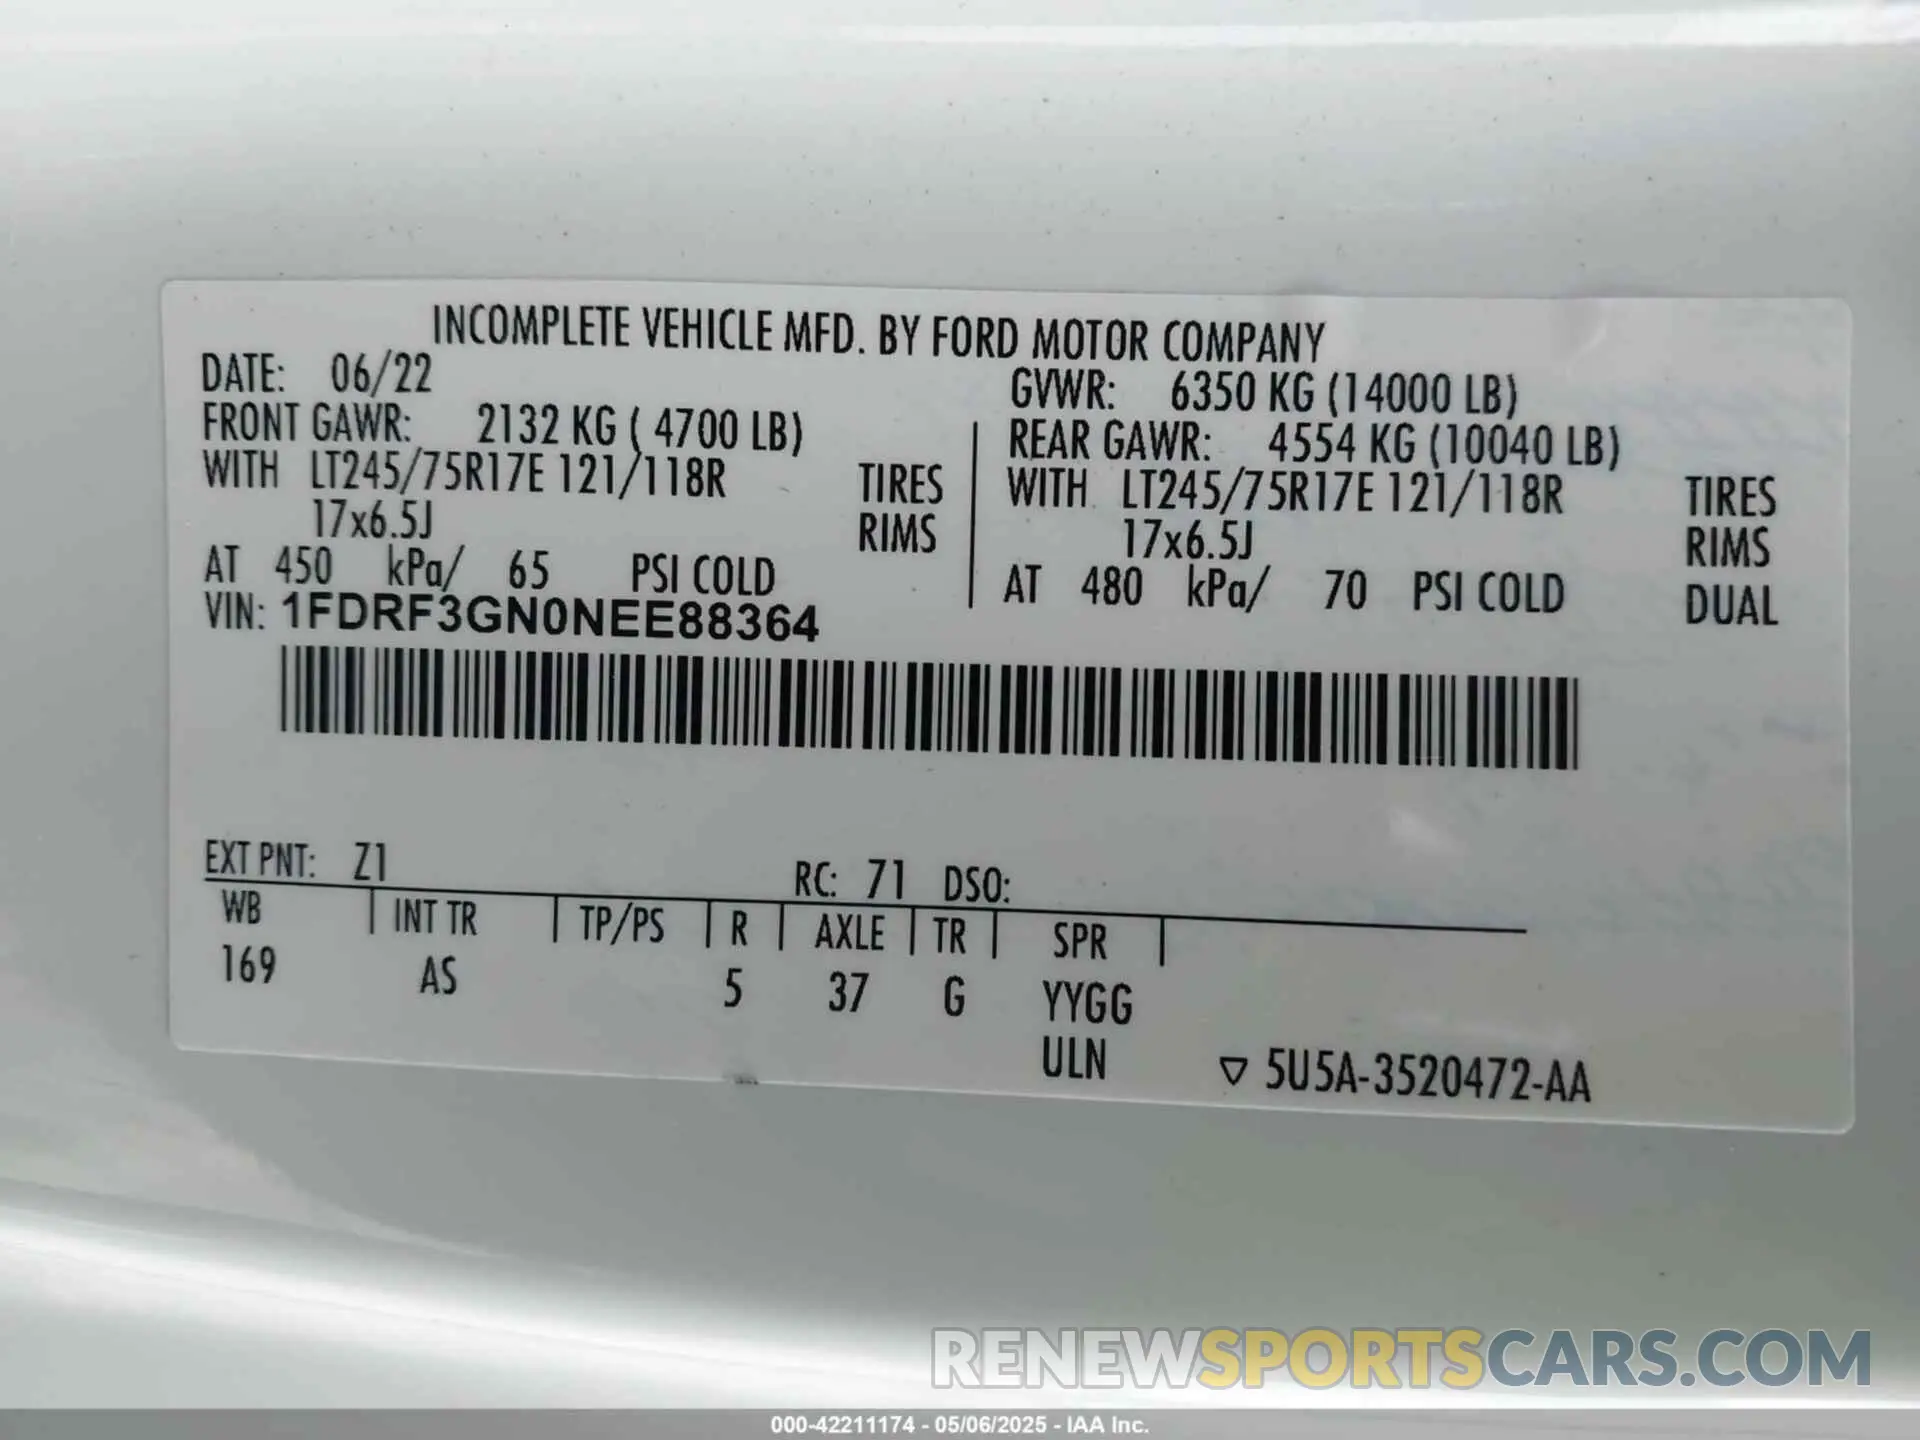 INCOMPLETE VEHICLE MFD. BY FORD MOTOR COMPANY
DATE: 06/22 GVWR: 6350 KG (14000 LB)
FRONT GAWR: 2132 KG ( 4700 LB) REAR GAWR: 4554 KG (10040 LB)
WITH LT245/75R17E 121/118R TIRES WITH LT245/75R17E 121/118R TIRES
17x6.5J RIMS 17x6.5J RIMS
AT 450 kPa/ 65 PSI COLD AT 480 kPa/ 70 PSI COLD DUAL
VIN: 1FDRF3GN0NEE88364
EXT PNT: Z1 RC: 71 DSO:
WB INT TR TP/PS R AXLE TR SPR
169 AS 5 37 G YYGG
ULN ▽ 5U5A-3520472-AA
RENEWSPORTSCARS.COM
000-42211174 - 05/06/2025 - IAA Inc.